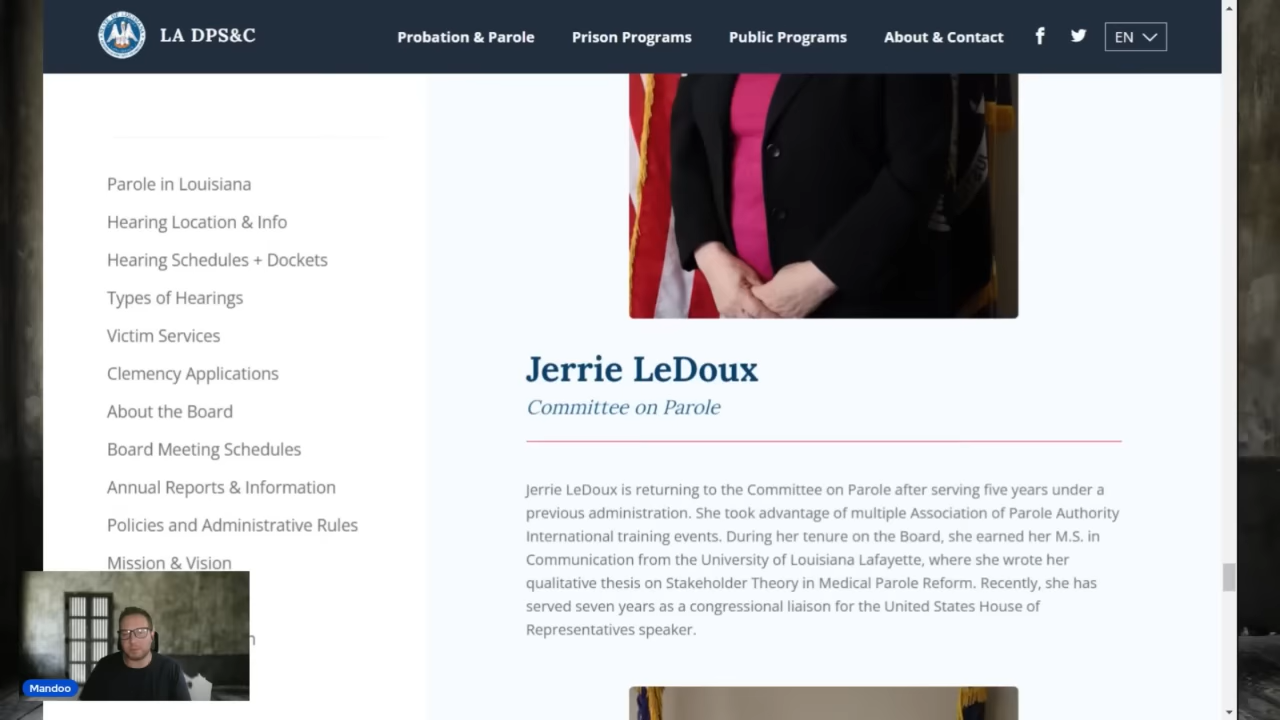 LA DPS&C
Probation & Parole
Prison Programs
Public Programs
About & Contact
EN
Parole in Louisiana
Hearing Location & Info
Hearing Schedules + Dockets
Types of Hearings
Victim Services
Clemency Applications
About the Board
Board Meeting Schedules
Annual Reports & Information
Policies and Administrative Rules
Mission & Vision
Mandoo
Jerrie LeDoux
Committee on Parole
Jerrie LeDoux is returning to the Committee on Parole after serving five years under a
previous administration. She took advantage of multiple Association of Parole Authority
International training events. During her tenure on the Board, she earned her M.S. in
Communication from the University of Louisiana Lafayette, where she wrote her
qualitative thesis on Stakeholder Theory in Medical Parole Reform. Recently, she has
served seven years as a congressional liaison for the United States House of
Representatives speaker.